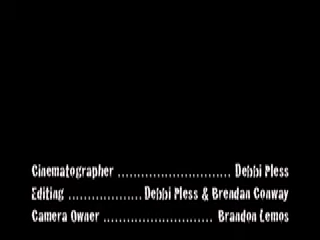 Cinematographer ............................. Debbi Pless
Editing ................... Debbi Pless & Brendan Conway
Camera Owner ............................ Brandon Lemos